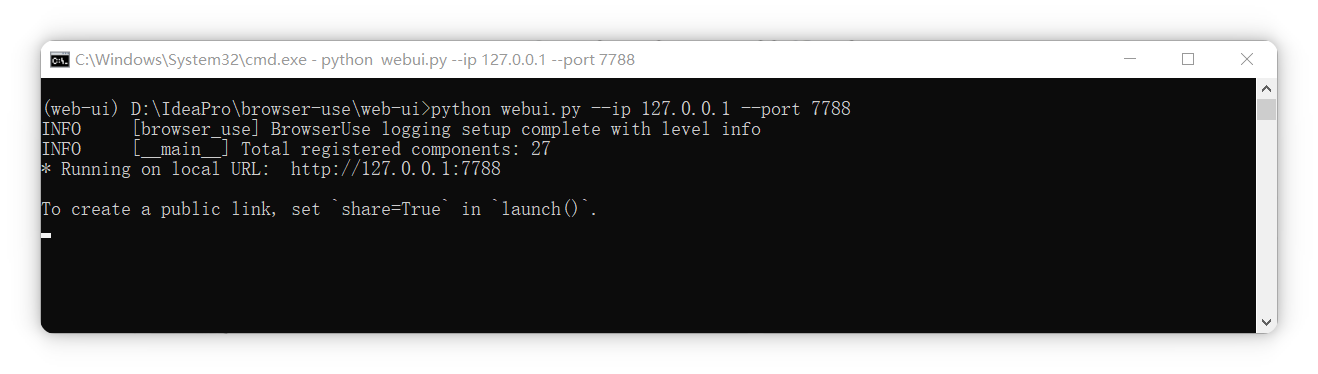 C:\Windows\System32\cmd.exe - python  webui.py --ip 127.0.0.1 --port 7788
(web-ui) D:\IdeaPro\browser-use\web-ui>python webui.py --ip 127.0.0.1 --port 7788
INFO     [browser_use] BrowserUse logging setup complete with level info
INFO     [__main__] Total registered components: 27
* Running on local URL:  http://127.0.0.1:7788
To create a public link, set `share=True` in `launch()`.